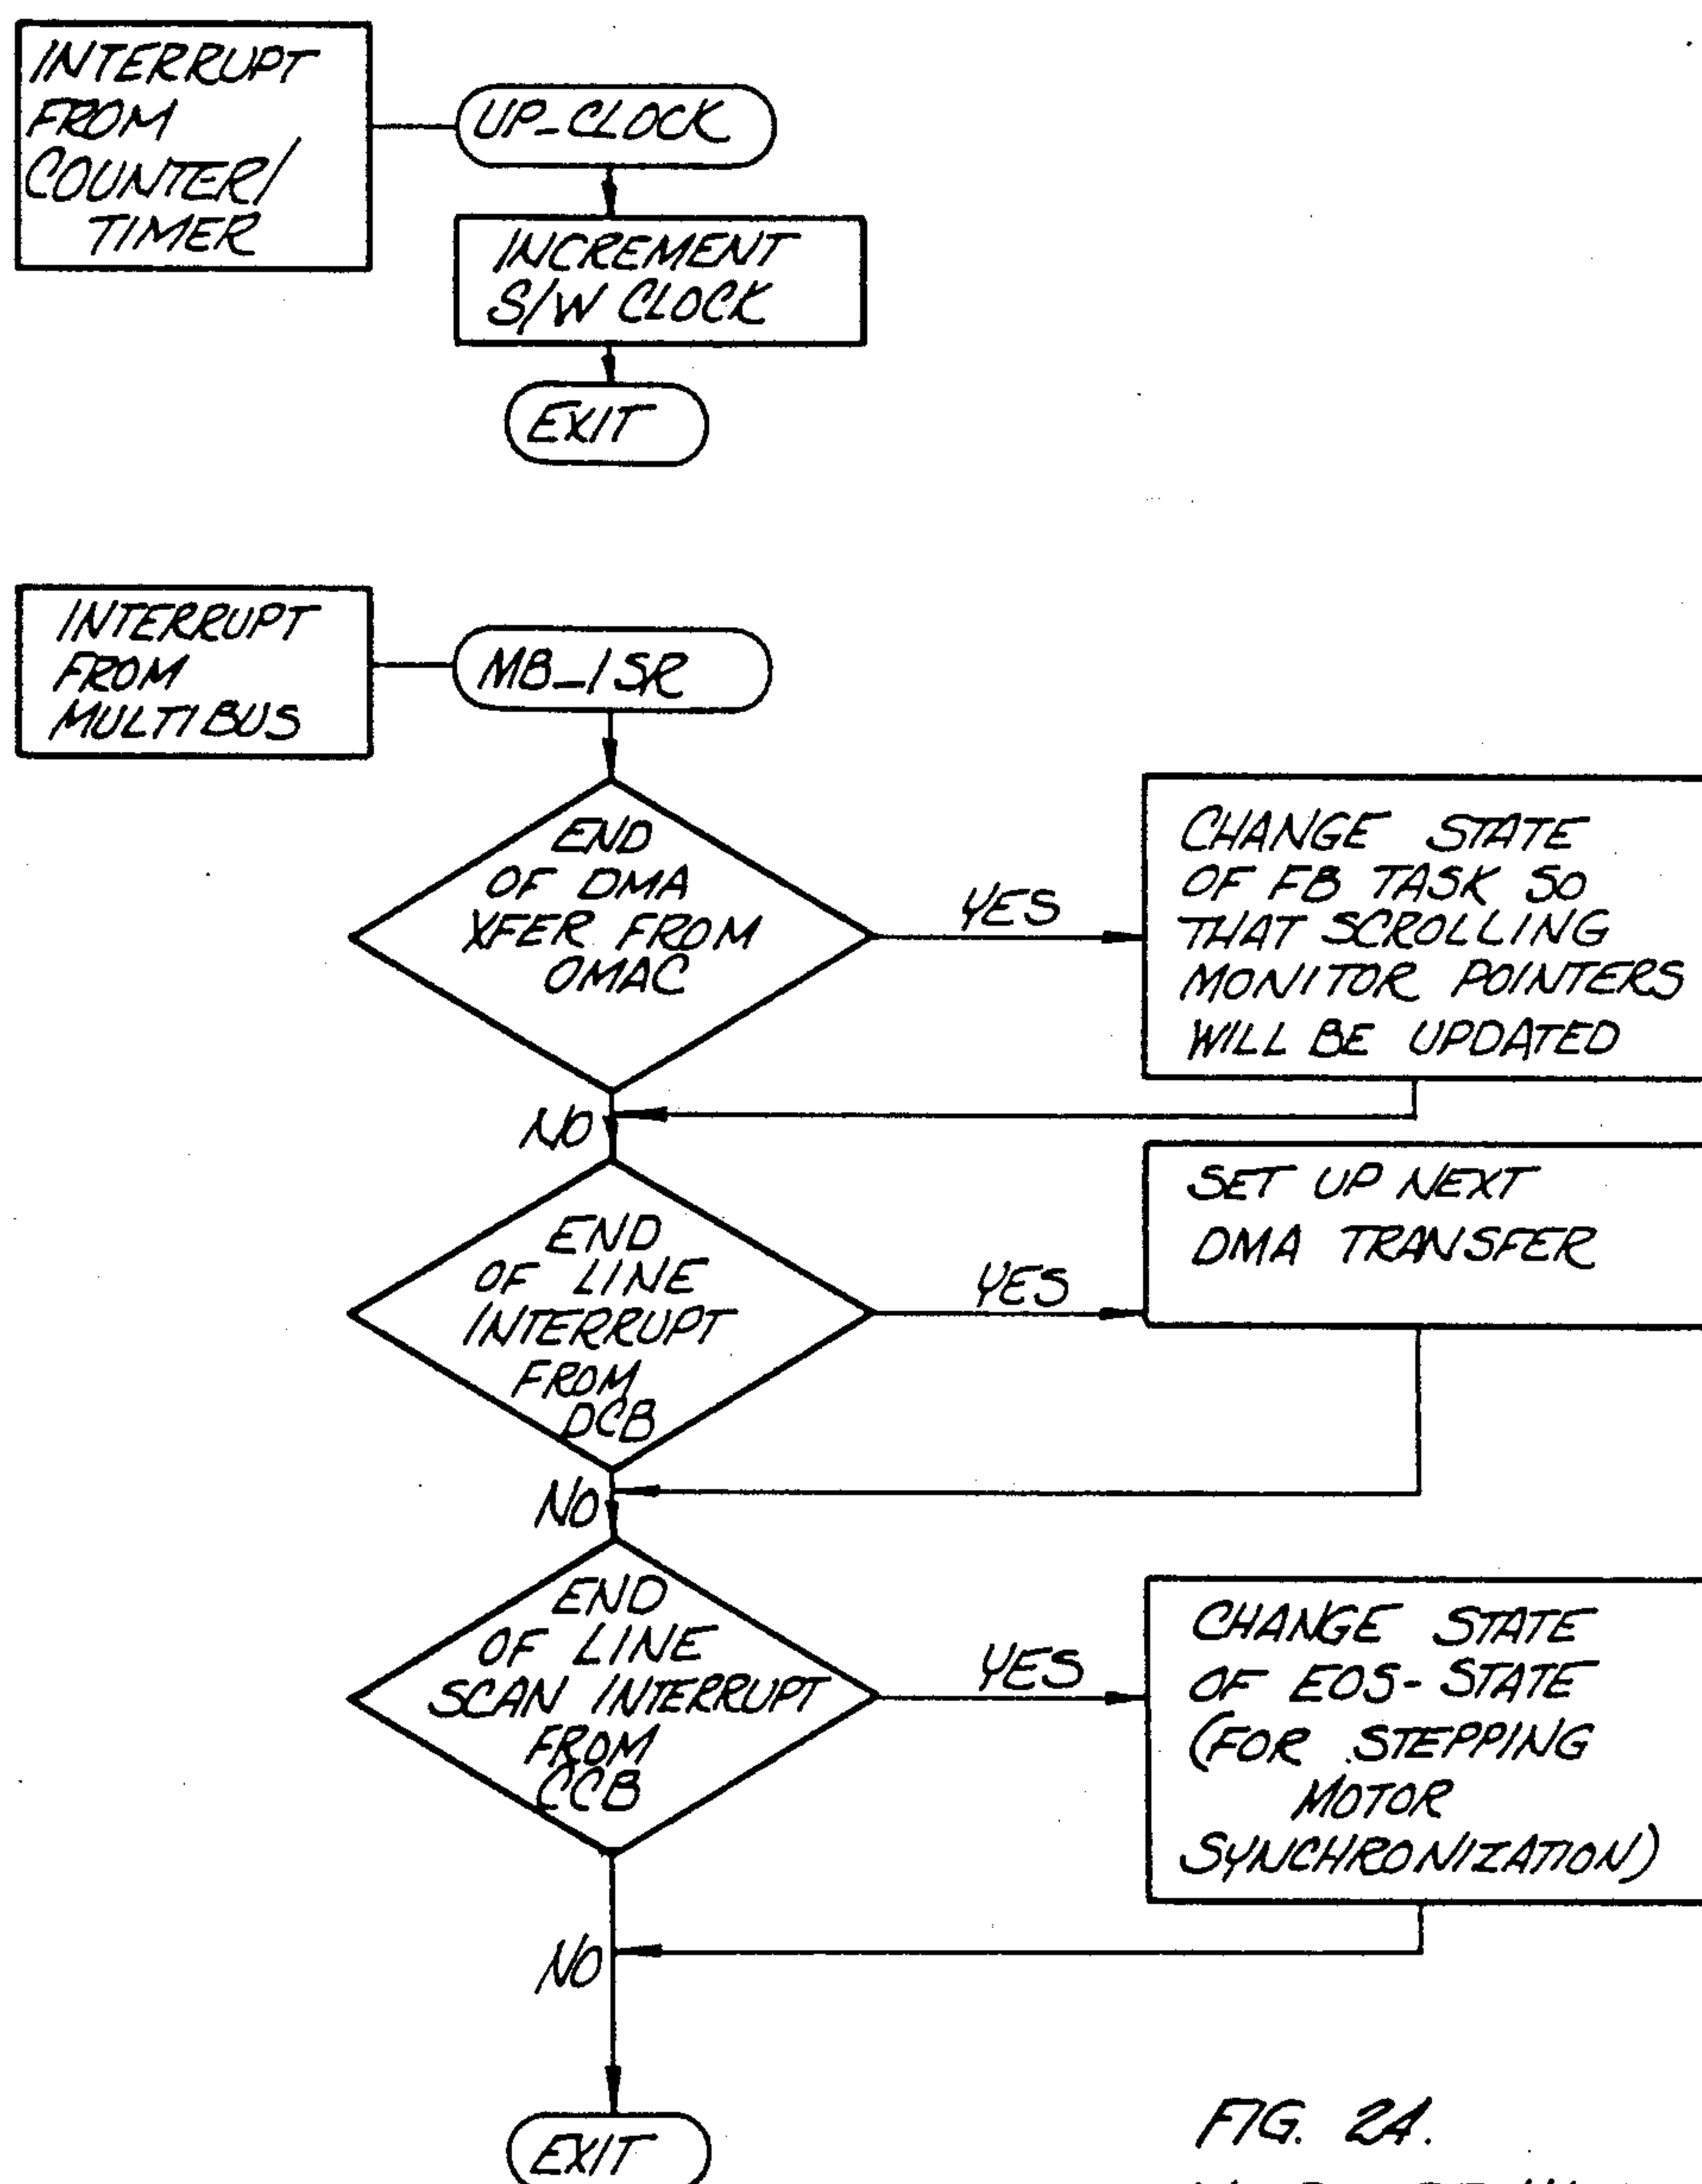 INTERRUPT
FROM
COUNTER/
TIMER
UP_CLOCK
INCREMENT
S/W CLOCK
EXIT
INTERRUPT
FROM
MULTIBUS
MB_ISR
END
OF DMA
XFER FROM
OMAC
YES
CHANGE STATE
OF FB TASK SO
THAT SCROLLING
MONITOR POINTERS
WILL BE UPDATED
NO
END
OF LINE
INTERRUPT
FROM
DCB
YES
SET UP NEXT
DMA TRANSFER
NO
END
OF LINE
SCAN INTERRUPT
FROM
CCB
YES
CHANGE STATE
OF EOS-STATE
(FOR STEPPING
MOTOR
SYNCHRONIZATION)
NO
EXIT
FIG. 24.